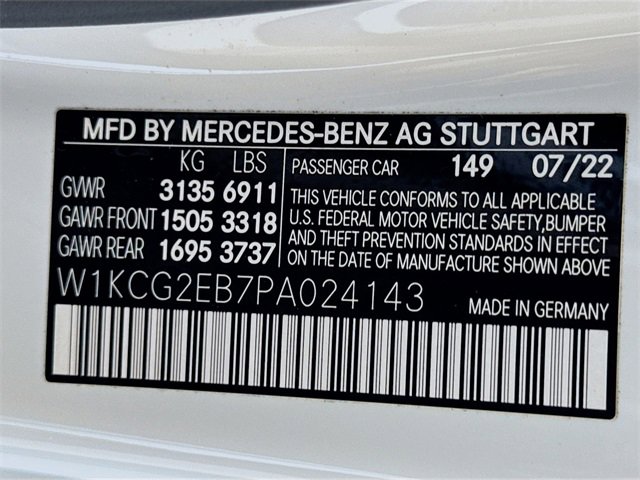 MFD BY MERCEDES-BENZ AG STUTTGART
KG LBS
GVWR 3135 6911
GAWR FRONT 1505 3318
GAWR REAR 1695 3737
PASSENGER CAR 149 07/22
THIS VEHICLE CONFORMS TO ALL APPLICABLE
U.S. FEDERAL MOTOR VEHICLE SAFETY,BUMPER
AND THEFT PREVENTION STANDARDS IN EFFECT
ON THE DATE OF MANUFACTURE SHOWN ABOVE.
W1KCG2EB7PA024143
MADE IN GERMANY